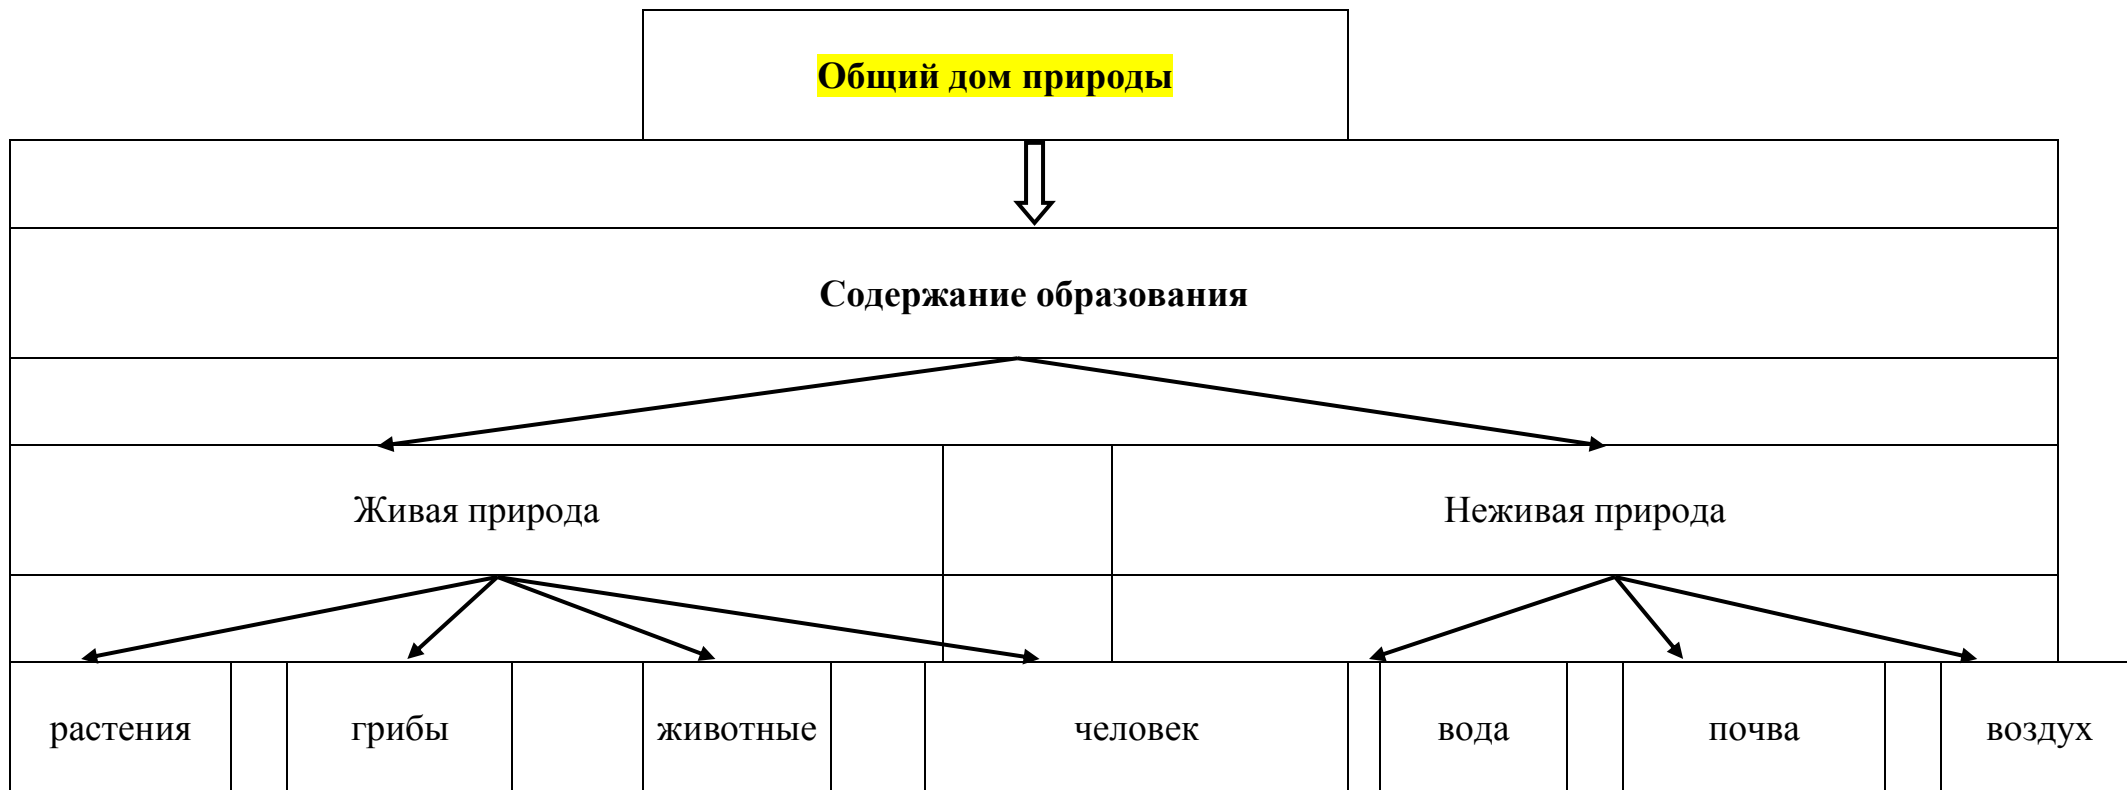 Общий дом природы
Содержание образования
Живая природа
Неживая природа
растения
грибы
животные
человек
вода
почва
воздух